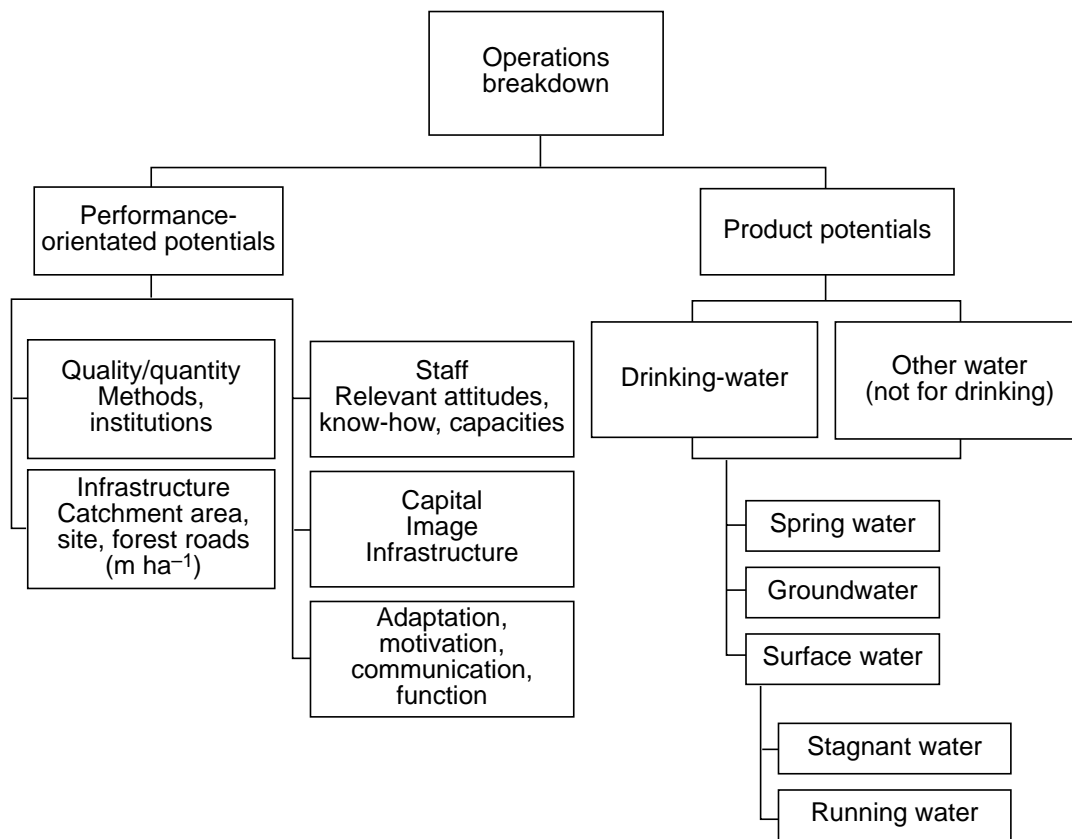 Operations
breakdown
Performance-
orientated potentials
Product potentials
Quality/quantity
Methods,
institutions
Staff
Relevant attitudes,
know-how, capacities
Drinking-water
Other water
(not for drinking)
Infrastructure
Catchment area,
site, forest roads
(m ha⁻¹)
Capital
Image
Infrastructure
Adaptation,
motivation,
communication,
function
Spring water
Groundwater
Surface water
Stagnant water
Running water